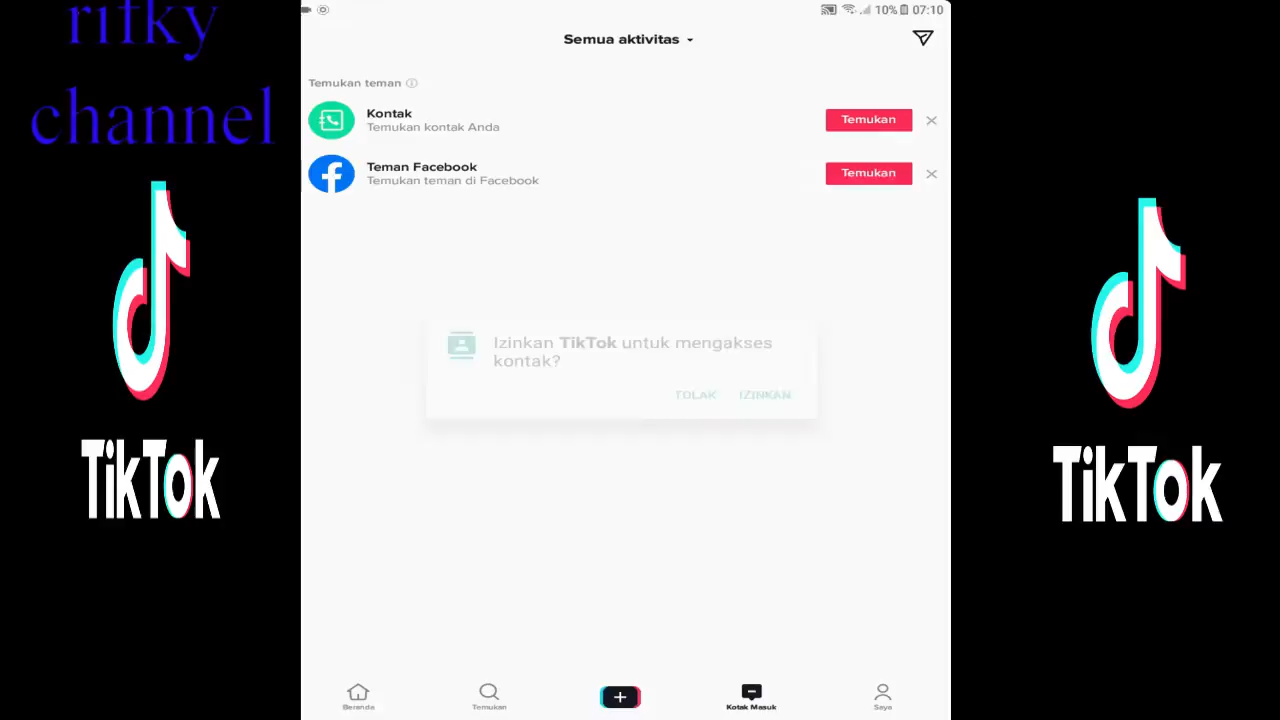 rifky
channel
10% 07:10
Semua aktivitas
Temukan teman
Kontak
Temukan kontak Anda
Temukan
Teman Facebook
Temukan teman di Facebook
Temukan
Izinkan TikTok untuk mengakses
kontak?
TOLAK IZINKAN
TikTok
TikTok
Beranda
Temukan
Kotak Masuk
Saya